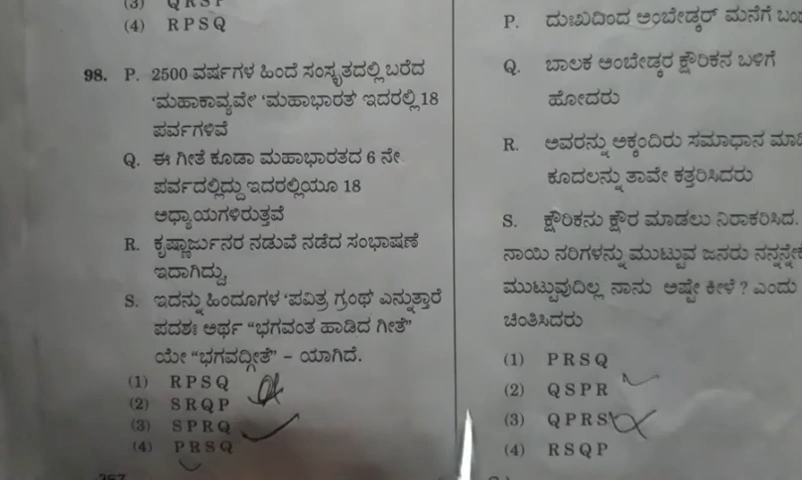 (3) QRSP
(4) RPSQ
98. P. 2500 ವರ್ಷಗಳ ಹಿಂದೆ ಸಂಸ್ಕೃತದಲ್ಲಿ ಬರೆದ
'ಮಹಾಕಾವ್ಯವೇ' 'ಮಹಾಭಾರತ' ಇದರಲ್ಲಿ 18
ಪರ್ವಗಳಿವೆ
Q. ಈ ಗೀತೆ ಕೂಡಾ ಮಹಾಭಾರತದ 6 ನೇ
ಪರ್ವದಲ್ಲಿದ್ದು ಇದರಲ್ಲಿಯೂ 18
ಅಧ್ಯಾಯಗಳಿರುತ್ತವೆ
R. ಕೃಷ್ಣಾರ್ಜುನರ ನಡುವೆ ನಡೆದ ಸಂಭಾಷಣೆ
ಇದಾಗಿದ್ದು,
S. ಇದನ್ನು ಹಿಂದೂಗಳ 'ಪವಿತ್ರ ಗ್ರಂಥ' ಎನ್ನುತ್ತಾರೆ
ಪದಶಃ ಅರ್ಥ "ಭಗವಂತ ಹಾಡಿದ ಗೀತೆ"
ಯೇ "ಭಗವದ್ಗೀತೆ" – ಯಾಗಿದೆ.
(1) RPSQ
(2) SRQP
(3) SPRQ
(4) PRSQ
P. ದುಃಖದಿಂದ ಅಂಬೇಡ್ಕರ್ ಮನೆಗೆ
Q. ಬಾಲಕ ಅಂಬೇಡ್ಕರ ಕ್ಷೌರಿಕನ ಬಳಿಗೆ
ಹೋದರು
R. ಅವರನ್ನು ಅಕ್ಕಂದಿರು ಸಮಾಧಾನ
ಕೂದಲನ್ನು ತಾವೇ ಕತ್ತರಿಸಿದರು
S. ಕ್ಷೌರಿಕನು ಕ್ಷೌರ ಮಾಡಲು ನಿರಾಕರಿಸಿದ.
ನಾಯಿ ನರಿಗಳನ್ನು ಮುಟ್ಟುವ ಜನರು
ಮುಟ್ಟುವುದಿಲ್ಲ ನಾನು ಅಷ್ಟೇ ಕೀಳೆ ? ಎಂದು
ಚಿಂತಿಸಿದರು
(1) PRSQ
(2) QSPR
(3) QPRS
(4) RSQP